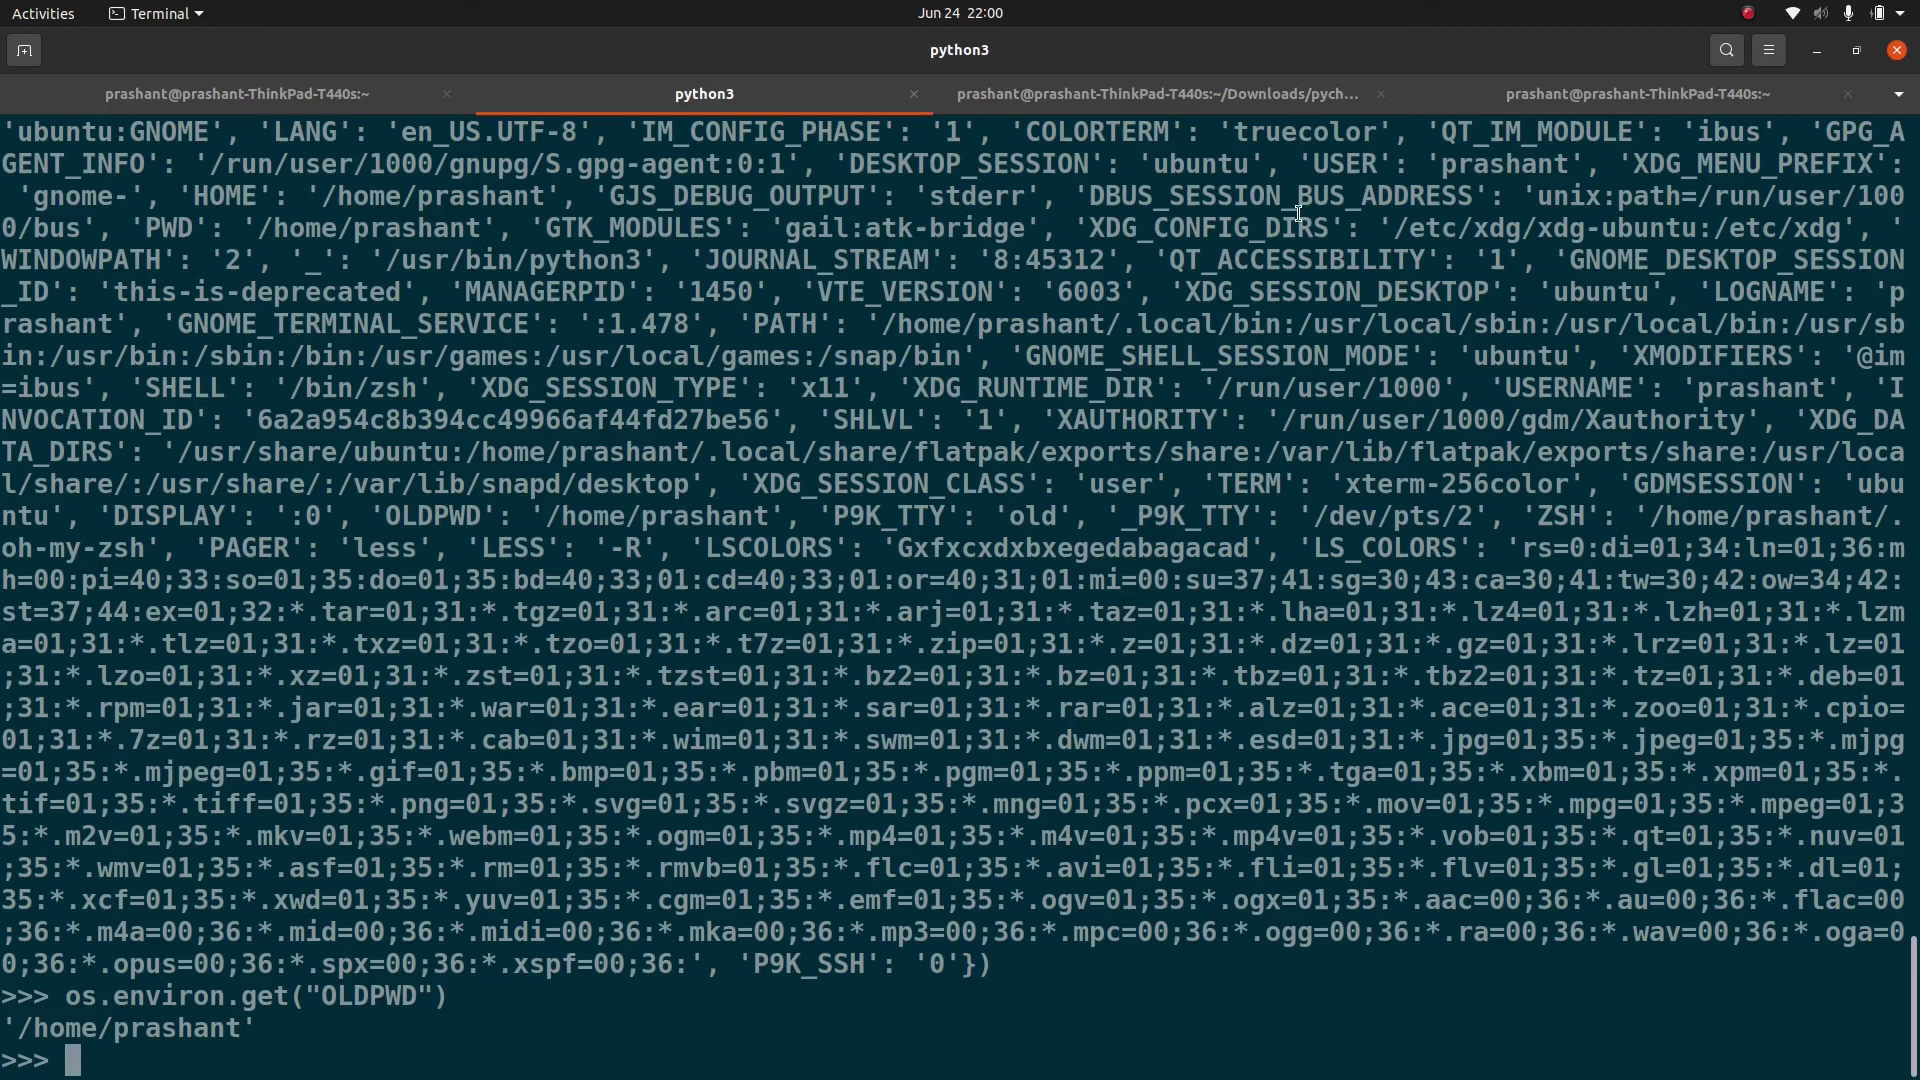 Activities
Terminal
Jun 24 22:00
python3
prashant@prashant-ThinkPad-T440s:~
python3
prashant@prashant-ThinkPad-T440s:~/Downloads/pych...
prashant@prashant-ThinkPad-T440s:~
'ubuntu:GNOME', 'LANG': 'en_US.UTF-8', 'IM_CONFIG_PHASE': '1', 'COLORTERM': 'truecolor', 'QT_IM_MODULE': 'ibus', 'GPG_A
GENT_INFO': '/run/user/1000/gnupg/S.gpg-agent:0:1', 'DESKTOP_SESSION': 'ubuntu', 'USER': 'prashant', 'XDG_MENU_PREFIX':
'gnome-', 'HOME': '/home/prashant', 'GJS_DEBUG_OUTPUT': 'stderr', 'DBUS_SESSION_BUS_ADDRESS': 'unix:path=/run/user/100
0/bus', 'PWD': '/home/prashant', 'GTK_MODULES': 'gail:atk-bridge', 'XDG_CONFIG_DIRS': '/etc/xdg/xdg-ubuntu:/etc/xdg', '
WINDOWPATH': '2', '_': '/usr/bin/python3', 'JOURNAL_STREAM': '8:45312', 'QT_ACCESSIBILITY': '1', 'GNOME_DESKTOP_SESSION
_ID': 'this-is-deprecated', 'MANAGERPID': '1450', 'VTE_VERSION': '6003', 'XDG_SESSION_DESKTOP': 'ubuntu', 'LOGNAME': 'p
rashant', 'GNOME_TERMINAL_SERVICE': ':1.478', 'PATH': '/home/prashant/.local/bin:/usr/local/sbin:/usr/local/bin:/usr/sb
in:/usr/bin:/sbin:/bin:/usr/games:/usr/local/games:/snap/bin', 'GNOME_SHELL_SESSION_MODE': 'ubuntu', 'XMODIFIERS': '@im
=ibus', 'SHELL': '/bin/zsh', 'XDG_SESSION_TYPE': 'x11', 'XDG_RUNTIME_DIR': '/run/user/1000', 'USERNAME': 'prashant', 'I
NVOCATION_ID': '6a2a954c8b394cc49966af44fd27be56', 'SHLVL': '1', 'XAUTHORITY': '/run/user/1000/gdm/Xauthority', 'XDG_DA
TA_DIRS': '/usr/share/ubuntu:/home/prashant/.local/share/flatpak/exports/share:/var/lib/flatpak/exports/share:/usr/loca
l/share/:/usr/share/:/var/lib/snapd/desktop', 'XDG_SESSION_CLASS': 'user', 'TERM': 'xterm-256color', 'GDMSESSION': 'ubu
ntu', 'DISPLAY': ':0', 'OLDPWD': '/home/prashant', 'P9K_TTY': 'old', '_P9K_TTY': '/dev/pts/2', 'ZSH': '/home/prashant/.
oh-my-zsh', 'PAGER': 'less', 'LESS': '-R', 'LSCOLORS': 'Gxfxcxdxbxegedabagacad', 'LS_COLORS': 'rs=0:di=01;34:ln=01;36:m
h=00:pi=40;33:so=01;35:do=01;35:bd=40;33;01:cd=40;33;01:or=40;31;01:mi=00:su=37;41:sg=30;43:ca=30;41:tw=30;42:ow=34;42:
st=37;44:ex=01;32:*.tar=01;31:*.tgz=01;31:*.arc=01;31:*.arj=01;31:*.taz=01;31:*.lha=01;31:*.lz4=01;31:*.lzh=01;31:*.lzm
a=01;31:*.tlz=01;31:*.txz=01;31:*.tzo=01;31:*.t7z=01;31:*.zip=01;31:*.z=01;31:*.dz=01;31:*.gz=01;31:*.lrz=01;31:*.lz=01
;31:*.lzo=01;31:*.xz=01;31:*.zst=01;31:*.tzst=01;31:*.bz2=01;31:*.bz=01;31:*.tbz=01;31:*.tbz2=01;31:*.tz=01;31:*.deb=01
;31:*.rpm=01;31:*.jar=01;31:*.war=01;31:*.ear=01;31:*.sar=01;31:*.rar=01;31:*.alz=01;31:*.ace=01;31:*.zoo=01;31:*.cpio=
01;31:*.7z=01;31:*.rz=01;31:*.cab=01;31:*.wim=01;31:*.swm=01;31:*.dwm=01;31:*.esd=01;31:*.jpg=01;35:*.jpeg=01;35:*.mjpg
=01;35:*.mjpeg=01;35:*.gif=01;35:*.bmp=01;35:*.pbm=01;35:*.pgm=01;35:*.ppm=01;35:*.tga=01;35:*.xbm=01;35:*.xpm=01;35:*.
tif=01;35:*.tiff=01;35:*.png=01;35:*.svg=01;35:*.svgz=01;35:*.mng=01;35:*.pcx=01;35:*.mov=01;35:*.mpg=01;35:*.mpeg=01;3
5:*.m2v=01;35:*.mkv=01;35:*.webm=01;35:*.ogm=01;35:*.mp4=01;35:*.m4v=01;35:*.mp4v=01;35:*.vob=01;35:*.qt=01;35:*.nuv=01
;35:*.wmv=01;35:*.asf=01;35:*.rm=01;35:*.rmvb=01;35:*.flc=01;35:*.avi=01;35:*.fli=01;35:*.flv=01;35:*.gl=01;35:*.dl=01;
35:*.xcf=01;35:*.xwd=01;35:*.yuv=01;35:*.cgm=01;35:*.emf=01;35:*.ogv=01;35:*.ogx=01;35:*.aac=00;36:*.au=00;36:*.flac=00
;36:*.m4a=00;36:*.mid=00;36:*.midi=00;36:*.mka=00;36:*.mp3=00;36:*.mpc=00;36:*.ogg=00;36:*.ra=00;36:*.wav=00;36:*.oga=0
0;36:*.opus=00;36:*.spx=00;36:*.xspf=00;36:', 'P9K_SSH': '0'})
>>> os.environ.get("OLDPWD")
'/home/prashant'
>>>